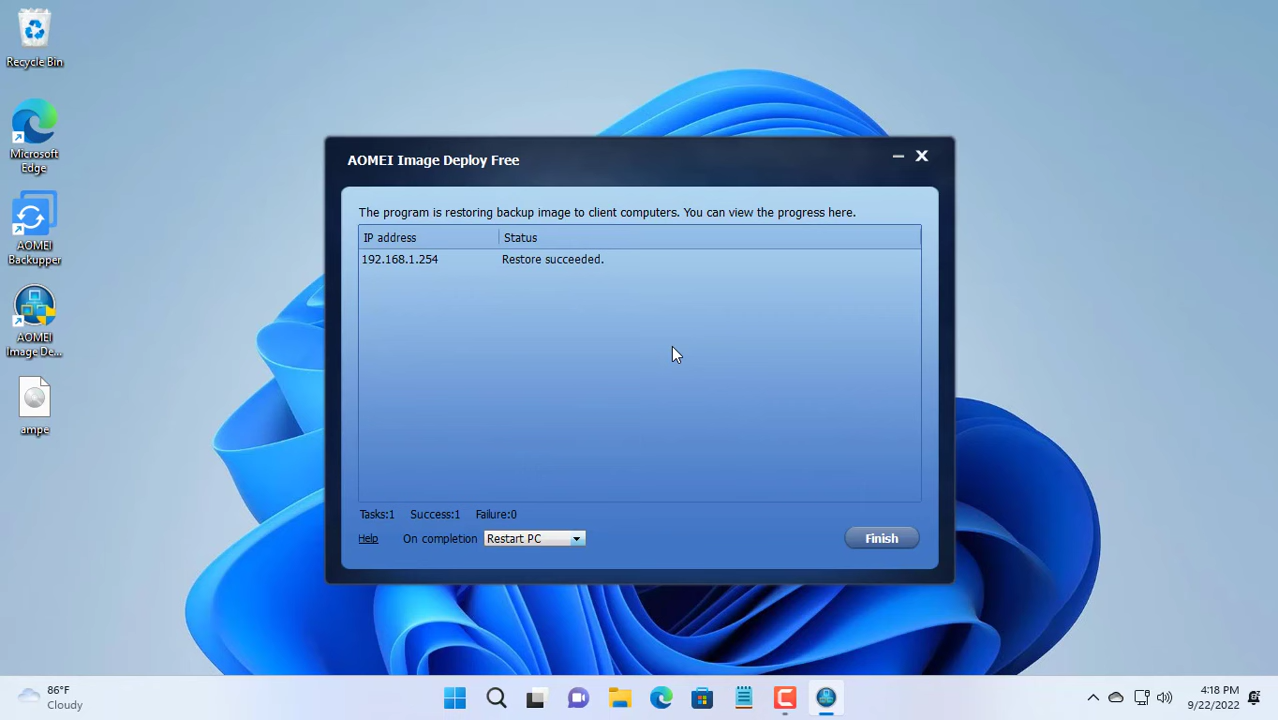 Recycle Bin
Microsoft
Edge
AOMEI
Backupper
AOMEI
Image De...
ampe
AOMEI Image Deploy Free
The program is restoring backup image to client computers. You can view the progress here.
IP address Status
192.168.1.254 Restore succeeded.
Tasks:1 Success:1 Failure:0
Help On completion Restart PC Finish
86°F
Cloudy
4:18 PM
9/22/2022